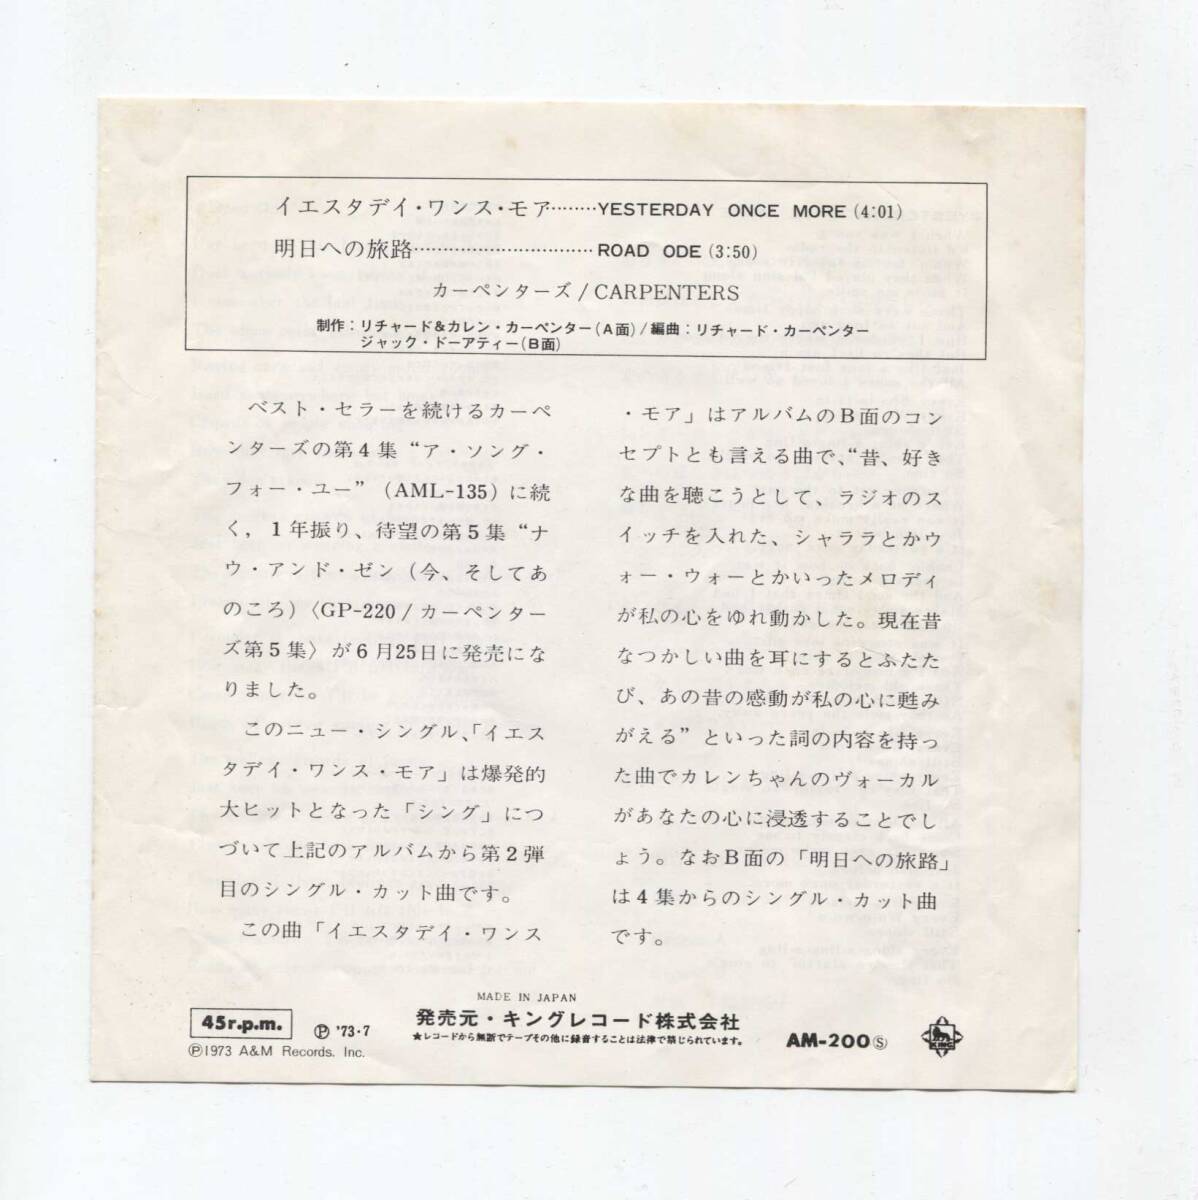 イエスタデイ・ワンス・モア………YESTERDAY ONCE MORE (4:01)
明日への旅路……………………………ROAD ODE (3:50)
カーペンターズ / CARPENTERS
制作：リチャード&カレン・カーペンター(A面) / 編曲：リチャード・カーペンター
ジャック・ドーアティー(B面)
ベスト・セラーを続けるカーペ
ンターズの第4集“ア・ソング・
フォー・ユー”(AML-135)に続
く，1年振り、待望の第5集“ナ
ウ・アンド・ゼン（今、そしてあ
のころ）〈GP-220 / カーペンター
ズ第5集〉が6月25日に発売にな
りました。
このニュー・シングル、「イエス
タデイ・ワンス・モア」は爆発的
大ヒットとなった「シング」につ
づいて上記のアルバムから第2弾
目のシングル・カット曲です。
この曲「イエスタデイ・ワンス
・モア」はアルバムのB面のコン
セプトとも言える曲で、“昔、好き
な曲を聴こうとして、ラジオのス
イッチを入れた、シャララとかウ
ォー・ウォーとかいったメロディ
が私の心をゆれ動かした。現在昔
なつかしい曲を耳にするとふたた
び、あの昔の感動が私の心に甦み
がえる”といった詞の内容を持っ
た曲でカレンちゃんのヴォーカル
があなたの心に浸透することでし
ょう。なおB面の「明日への旅路」
は4集からのシングル・カット曲
です。
MADE IN JAPAN
45r.p.m. Ⓟ '73・7 発売元・キングレコード株式会社 AM-200Ⓢ KING
★レコードから無断でテープその他に録音することは法律で禁じられています。
Ⓟ1973 A&M Records. Inc.